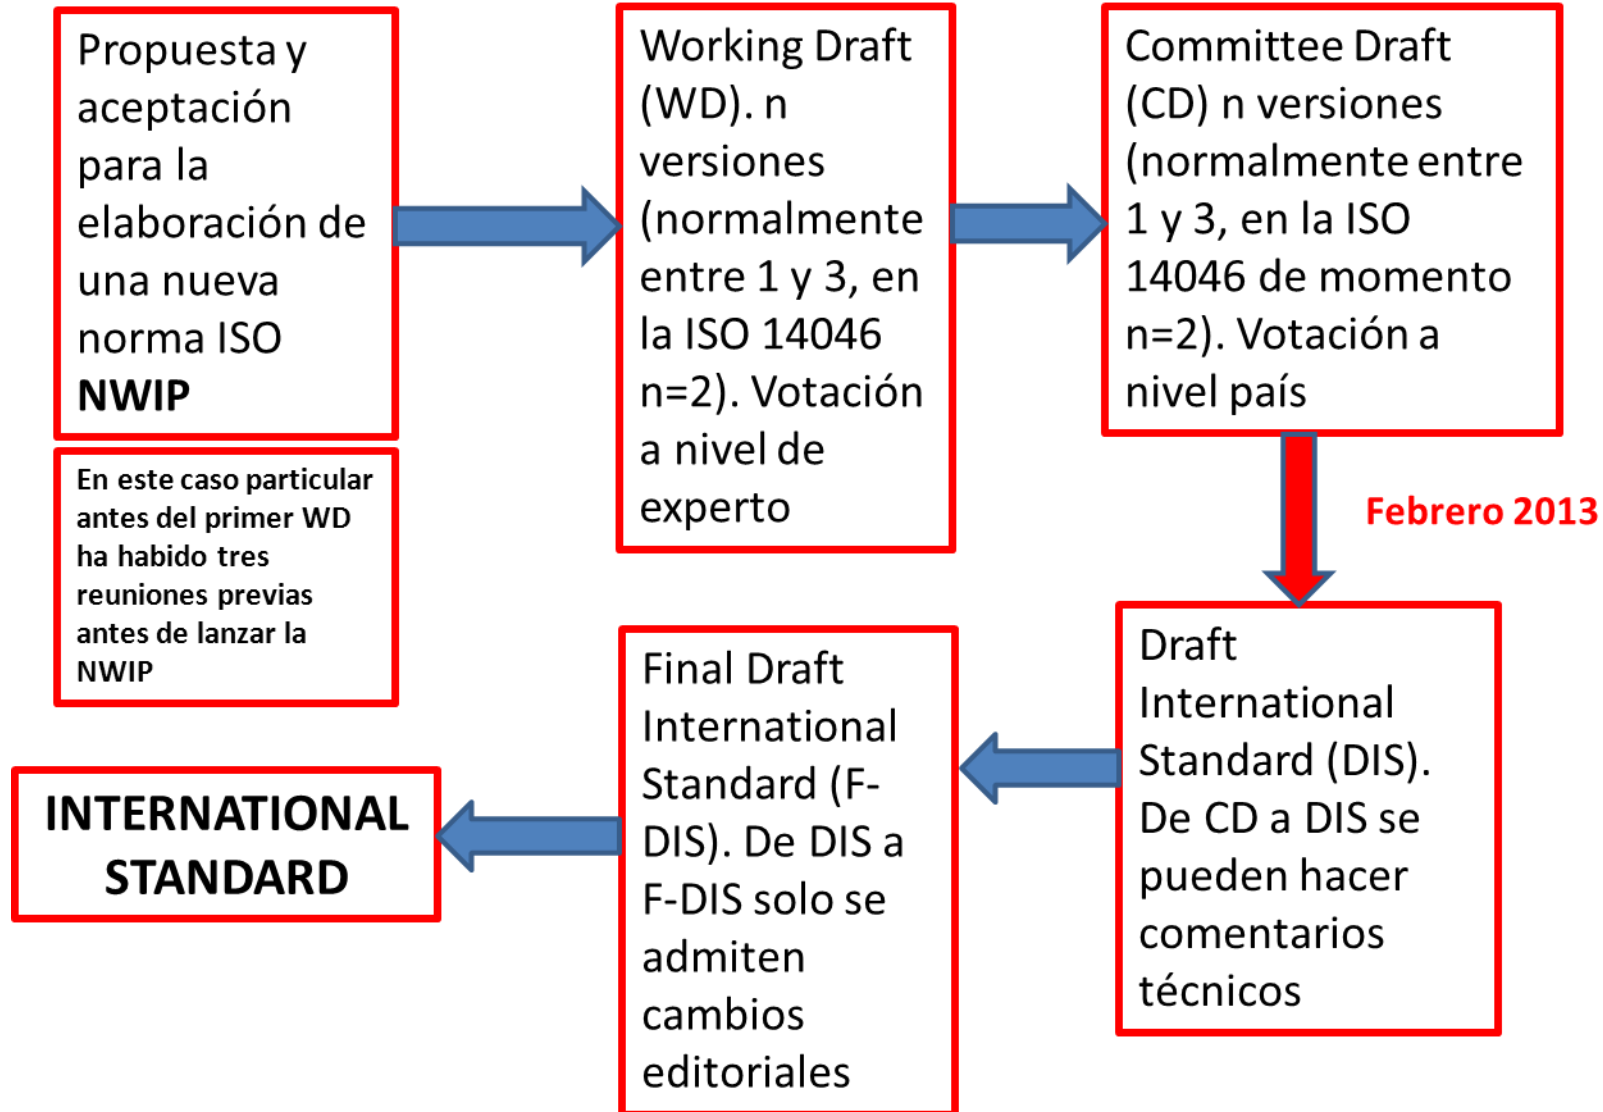 Propuesta y
aceptación
para la
elaboración de
una nueva
norma ISO
NWIP
En este caso particular
antes del primer WD
ha habido tres
reuniones previas
antes de lanzar la
NWIP
Working Draft
(WD). n
versiones
(normalmente
entre 1 y 3, en
la ISO 14046
n=2). Votación
a nivel de
experto
Committee Draft
(CD) n versiones
(normalmente entre
1 y 3, en la ISO
14046 de momento
n=2). Votación a
nivel país
Febrero 2013
Draft
International
Standard (DIS).
De CD a DIS se
pueden hacer
comentarios
técnicos
Final Draft
International
Standard (F-
DIS). De DIS a
F-DIS solo se
admiten
cambios
editoriales
INTERNATIONAL
STANDARD